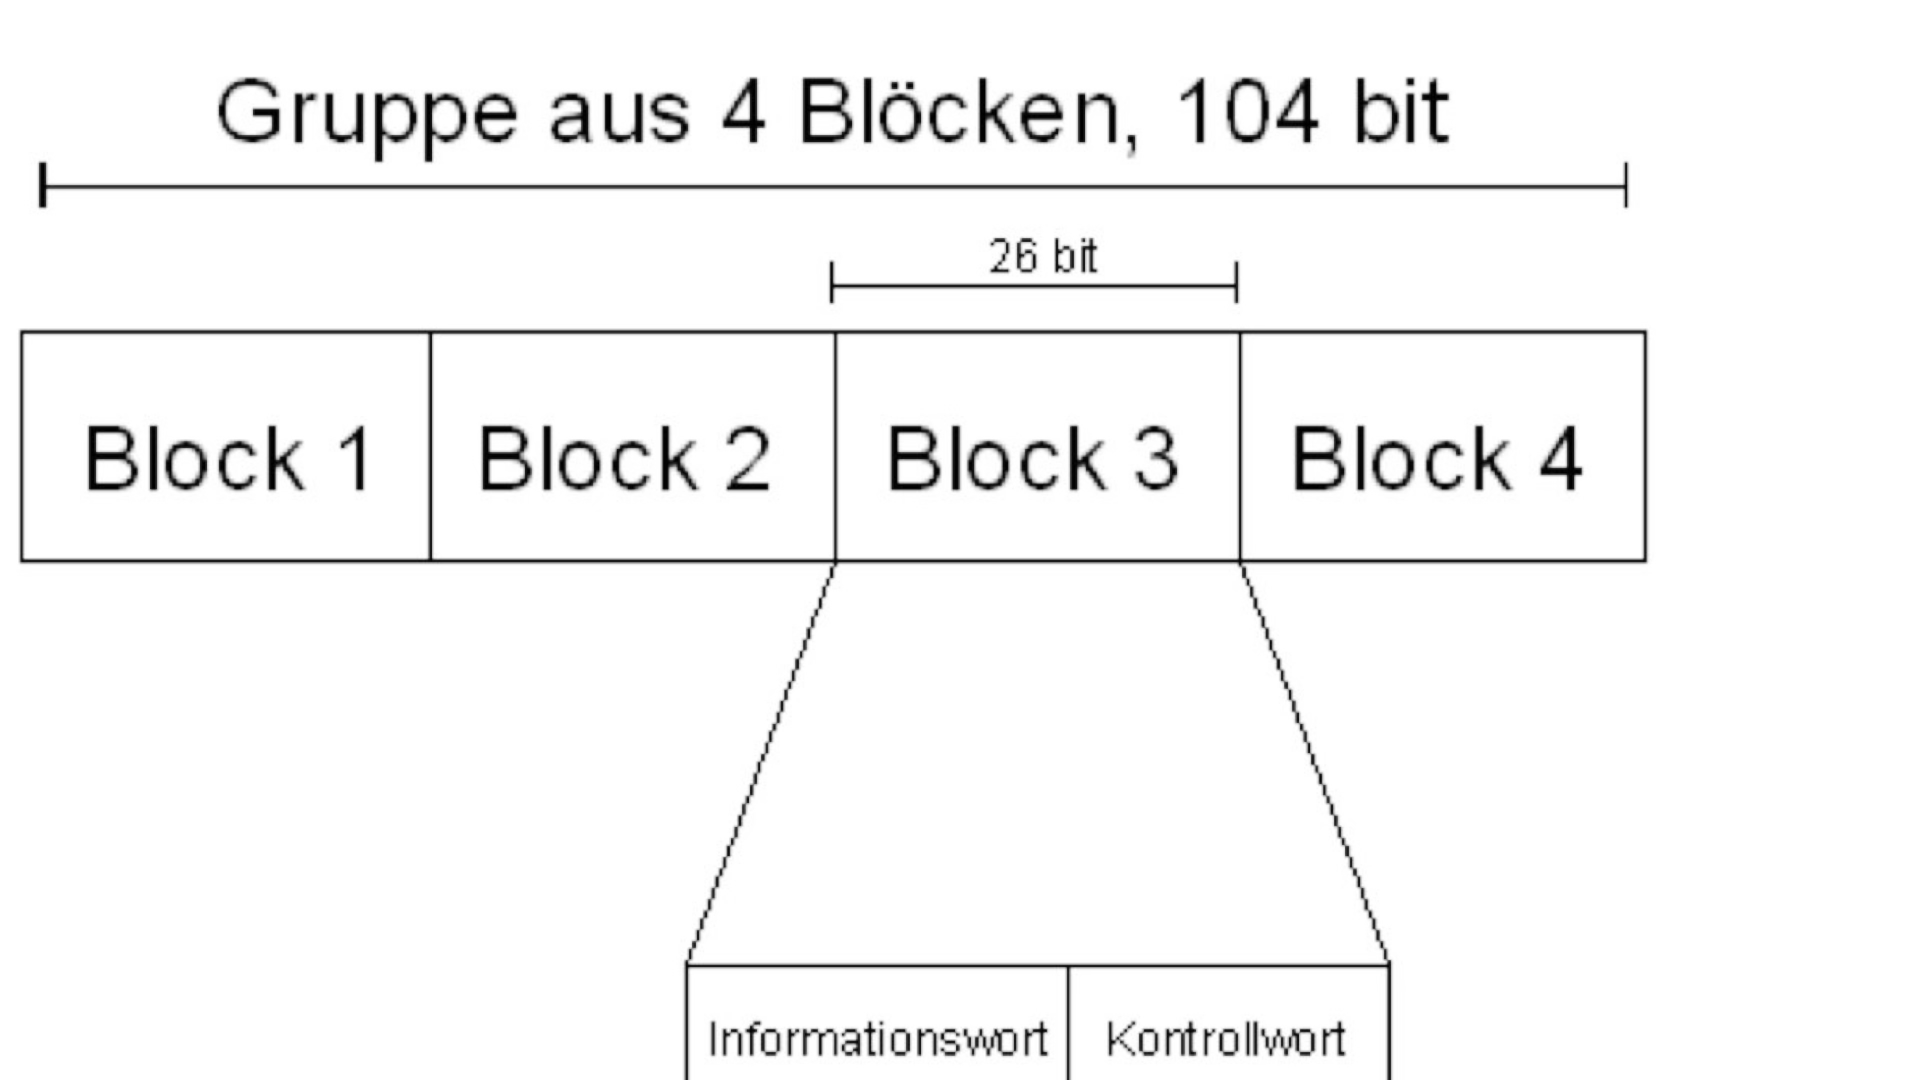 Gruppe aus 4 Blöcken, 104 bit
26 bit
Block 1 Block 2 Block 3 Block 4
Informationswort Kontrollwort